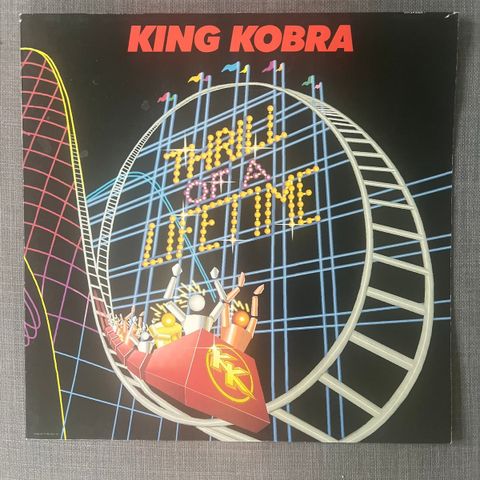 KING KOBRA
THRILL
OF A
LIFETIME
KK